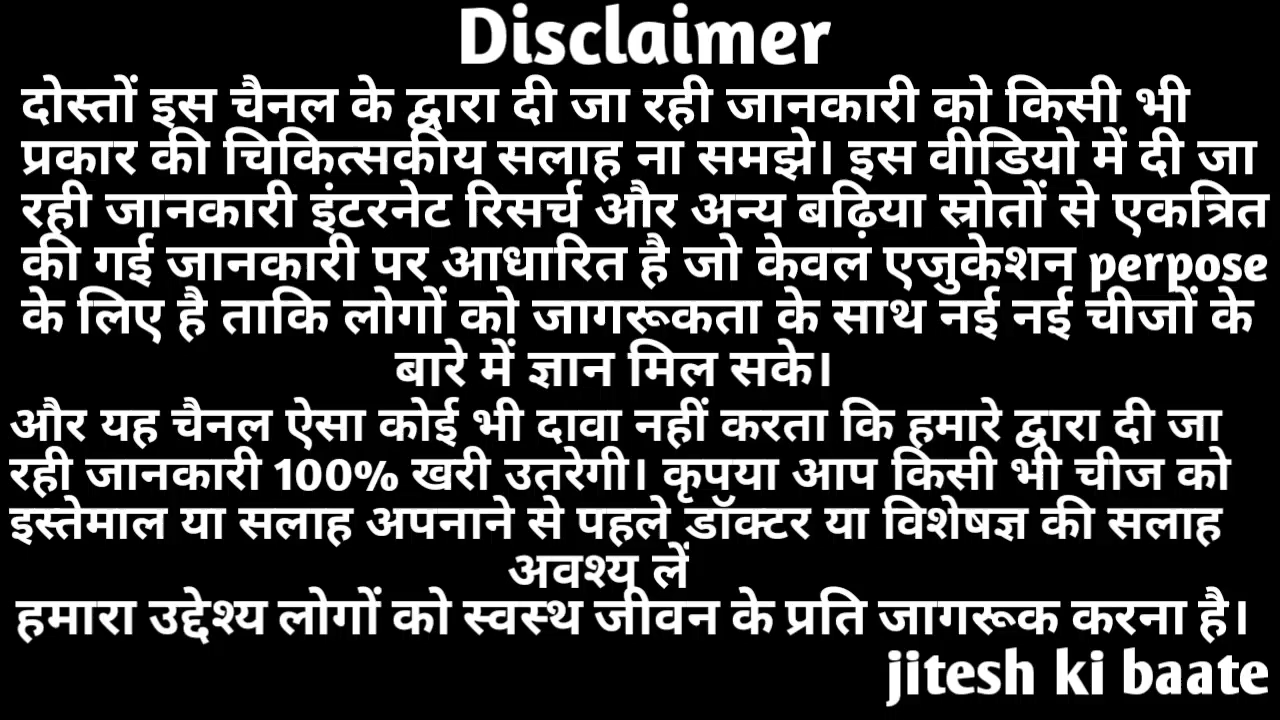 Disclaimer
दोस्तों इस चैनल के द्वारा दी जा रही जानकारी को किसी भी
प्रकार की चिकित्सकीय सलाह ना समझे। इस वीडियो में दी जा
रही जानकारी इंटरनेट रिसर्च और अन्य बढ़िया स्रोतों से एकत्रित
की गई जानकारी पर आधारित है जो केवल एजुकेशन perpose
के लिए है ताकि लोगों को जागरूकता के साथ नई नई चीजों के
बारे में ज्ञान मिल सके।
और यह चैनल ऐसा कोई भी दावा नहीं करता कि हमारे द्वारा दी जा
रही जानकारी 100% खरी उतरेगी। कृपया आप किसी भी चीज को
इस्तेमाल या सलाह अपनाने से पहले डॉक्टर या विशेषज्ञ की सलाह
अवश्य लें
हमारा उद्देश्य लोगों को स्वस्थ जीवन के प्रति जागरूक करना है।
jitesh ki baate